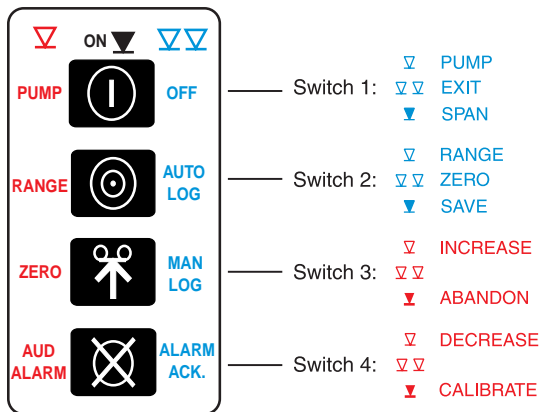 ON
PUMP OFF
RANGE AUTO
LOG
ZERO MAN
LOG
AUD
ALARM ALARM
ACK.
Switch 1: PUMP
EXIT
SPAN
Switch 2: RANGE
ZERO
SAVE
Switch 3: INCREASE
ABANDON
Switch 4: DECREASE
CALIBRATE